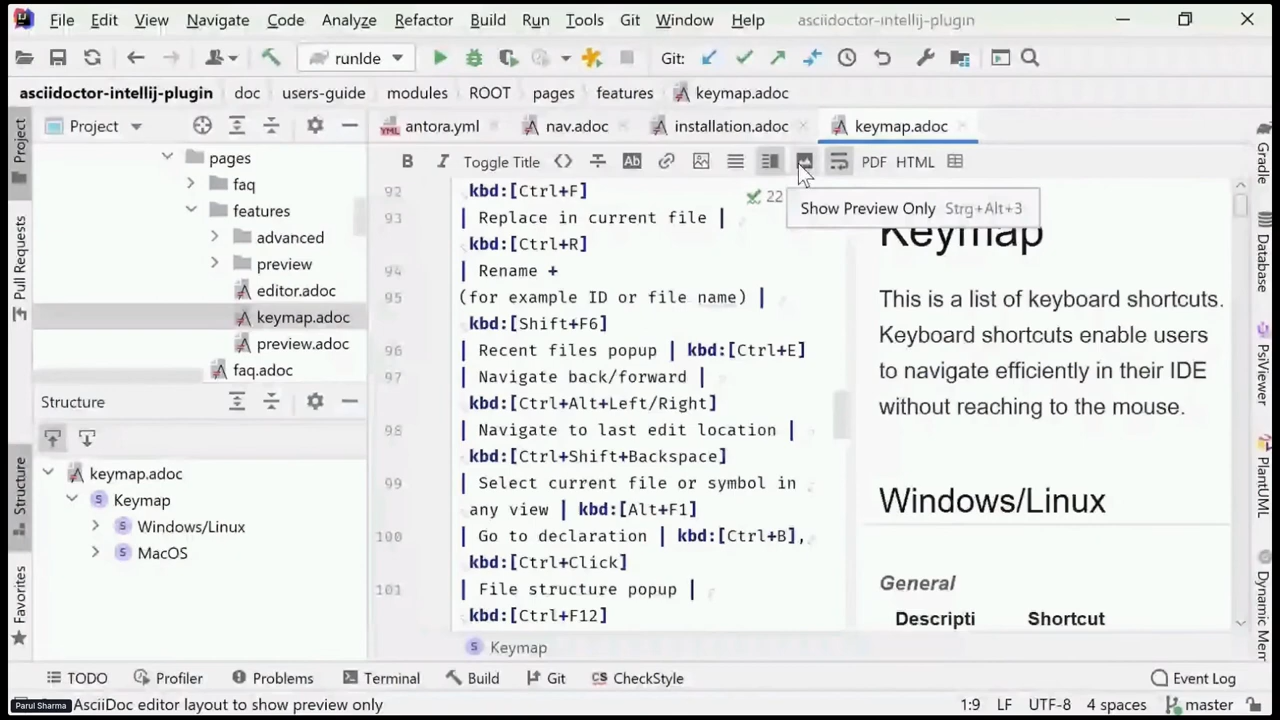 File Edit View Navigate Code Analyze Refactor Build Run Tools Git Window Help asciidoctor-intellij-plugin
runIde Git:
asciidoctor-intellij-plugin doc users-guide modules ROOT pages features keymap.adoc
Project
antora.yml nav.adoc installation.adoc keymap.adoc
Toggle Title PDF HTML
Show Preview Only Strg+Alt+3
22
Project
Pull Requests
Structure
Favorites
pages
faq
features
advanced
preview
editor.adoc
keymap.adoc
preview.adoc
faq.adoc
Structure
keymap.adoc
Keymap
Windows/Linux
MacOS
92 kbd:[Ctrl+F]
93 | Replace in current file |
kbd:[Ctrl+R]
94 | Rename +
95 (for example ID or file name) |
kbd:[Shift+F6]
96 | Recent files popup | kbd:[Ctrl+E]
97 | Navigate back/forward |
kbd:[Ctrl+Alt+Left/Right]
98 | Navigate to last edit location |
kbd:[Ctrl+Shift+Backspace]
99 | Select current file or symbol in
any view | kbd:[Alt+F1]
100 | Go to declaration | kbd:[Ctrl+B],
kbd:[Ctrl+Click]
101 | File structure popup |
kbd:[Ctrl+F12]
Keymap
Keymap
This is a list of keyboard shortcuts.
Keyboard shortcuts enable users
to navigate efficiently in their IDE
without reaching to the mouse.
Windows/Linux
General
Descripti Shortcut
Gradle
Database
PsiViewer
PlantUML
Dynamic Mem
TODO Profiler Problems Terminal Build Git CheckStyle Event Log
Parul Sharma
AsciiDoc editor layout to show preview only 1:9 LF UTF-8 4 spaces master